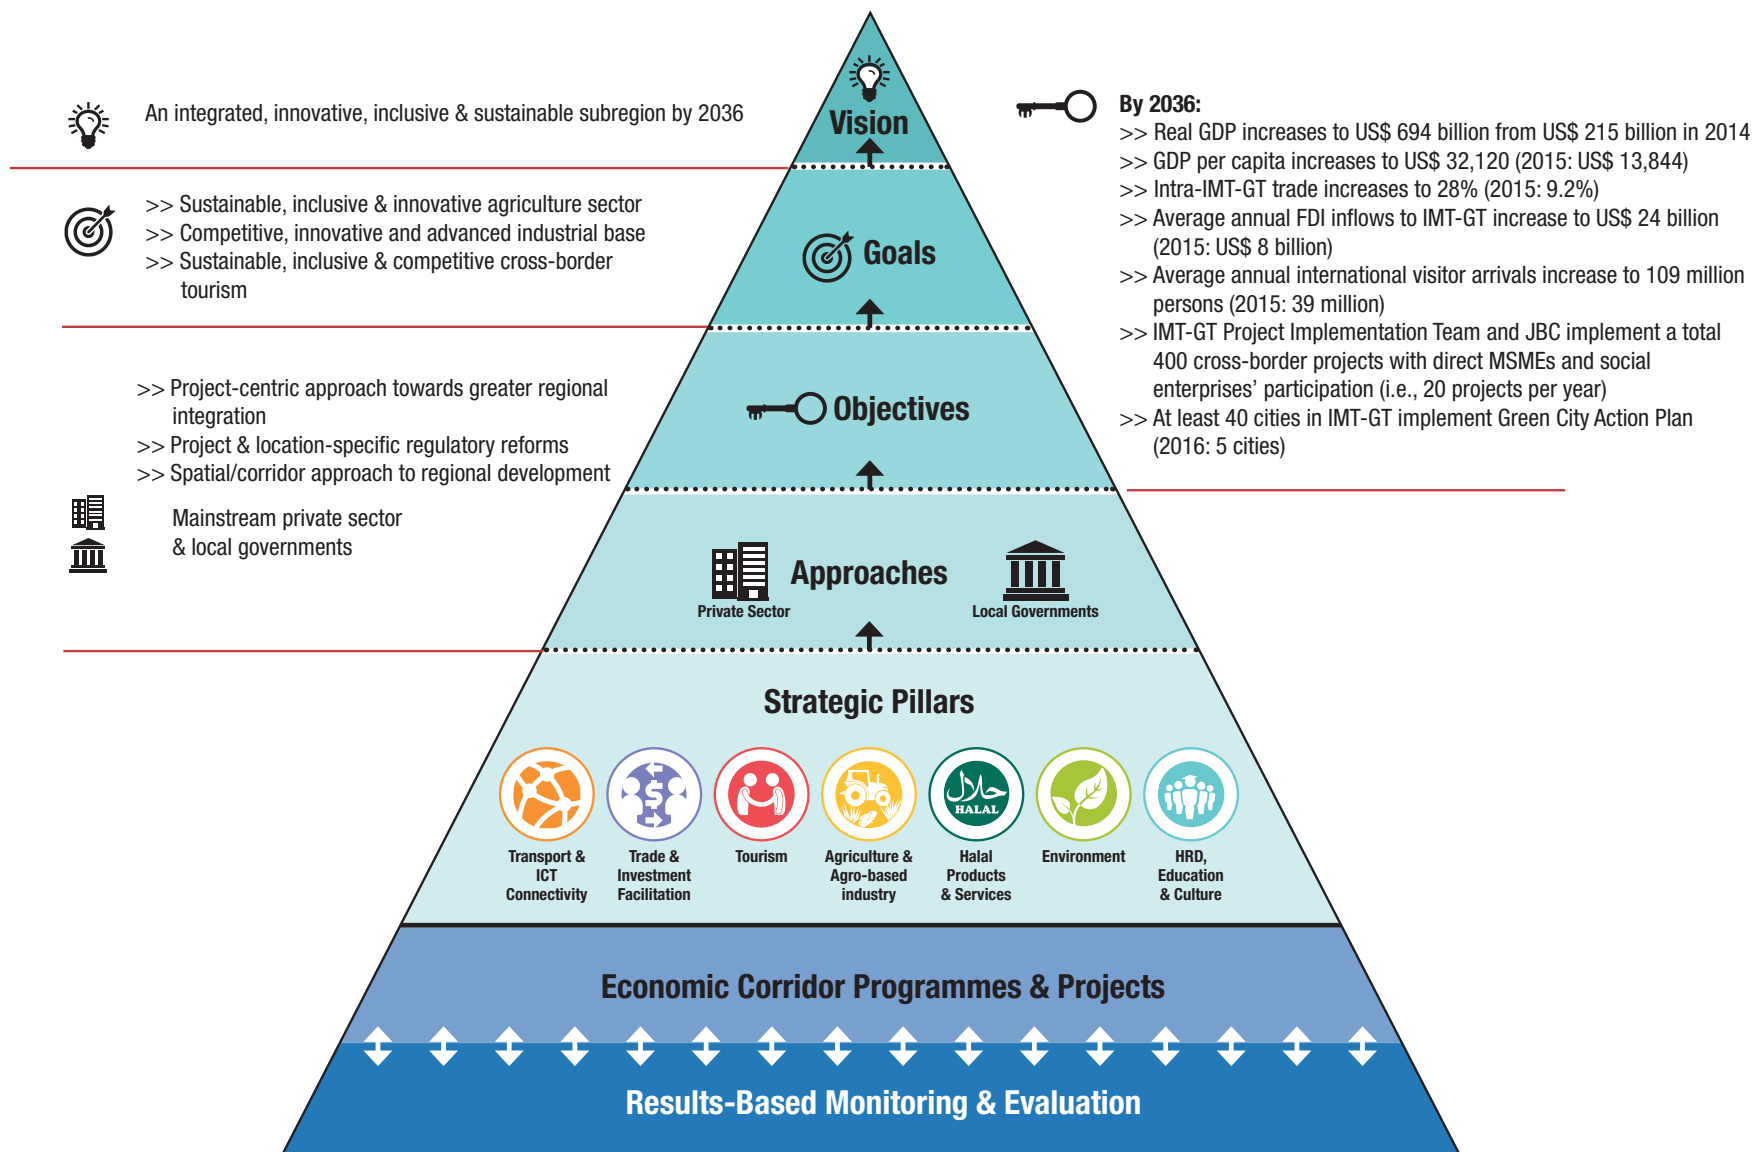 An integrated, innovative, inclusive & sustainable subregion by 2036
>> Sustainable, inclusive & innovative agriculture sector
>> Competitive, innovative and advanced industrial base
>> Sustainable, inclusive & competitive cross-border
tourism
>> Project-centric approach towards greater regional
integration
>> Project & location-specific regulatory reforms
>> Spatial/corridor approach to regional development
Mainstream private sector
& local governments
Vision
Goals
Objectives
Approaches
Private Sector
Local Governments
By 2036:
>> Real GDP increases to US$ 694 billion from US$ 215 billion in 2014
>> GDP per capita increases to US$ 32,120 (2015: US$ 13,844)
>> Intra-IMT-GT trade increases to 28% (2015: 9.2%)
>> Average annual FDI inflows to IMT-GT increase to US$ 24 billion
(2015: US$ 8 billion)
>> Average annual international visitor arrivals increase to 109 million
persons (2015: 39 million)
>> IMT-GT Project Implementation Team and JBC implement a total
400 cross-border projects with direct MSMEs and social
enterprises’ participation (i.e., 20 projects per year)
>> At least 40 cities in IMT-GT implement Green City Action Plan
(2016: 5 cities)
Strategic Pillars
$
حلال
HALAL
Transport &
ICT
Connectivity
Trade &
Investment
Facilitation
Tourism
Agriculture &
Agro-based
industry
Halal
Products
& Services
Environment
HRD,
Education
& Culture
Economic Corridor Programmes & Projects
Results-Based Monitoring & Evaluation